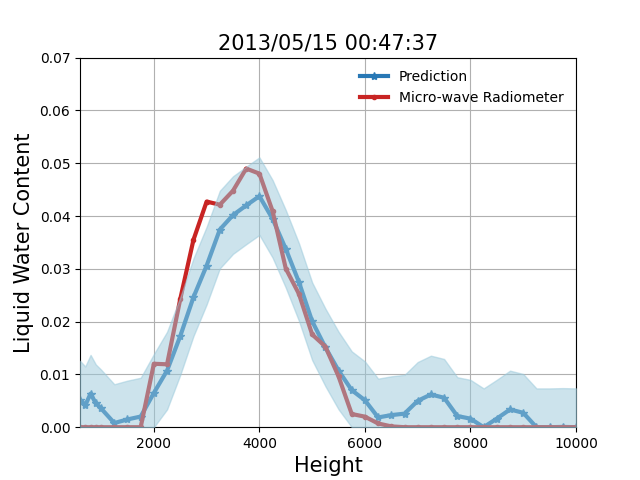 2013/05/15 00:47:37
Prediction
Micro-wave Radiometer
Liquid Water Content
0.07
0.06
0.05
0.04
0.03
0.02
0.01
0.00
2000 4000 6000 8000 10000
Height